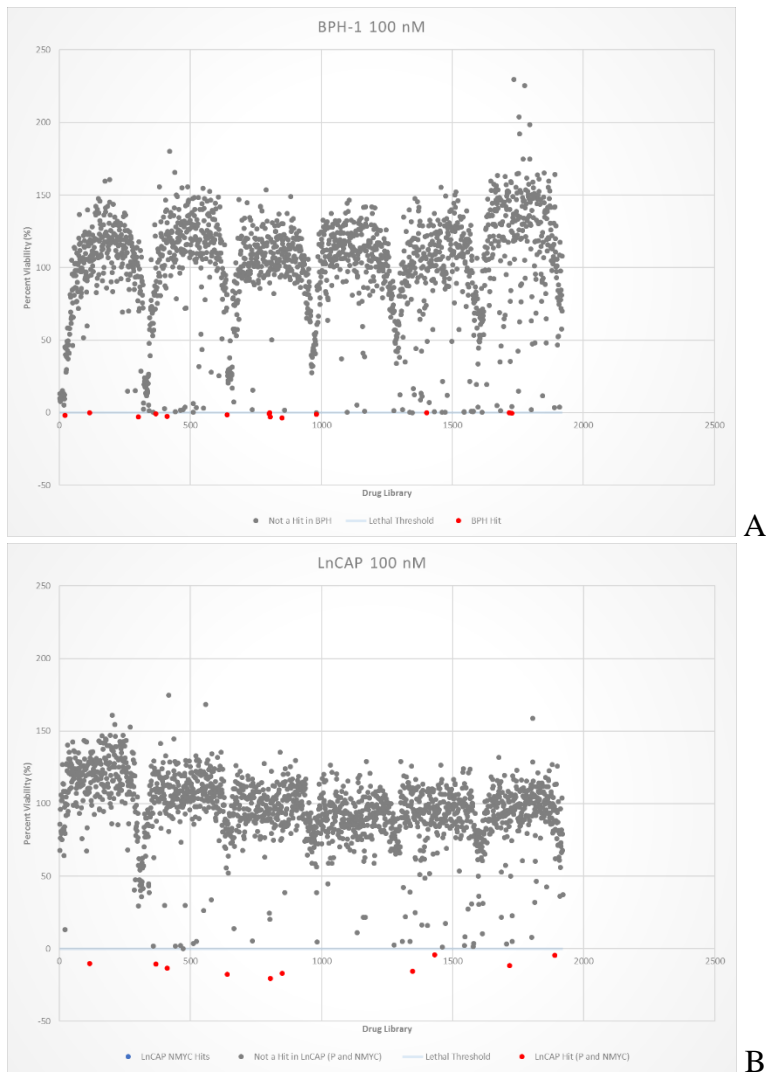 BPH-1 100 nM
250
200
150
100
50
0
-50
Percent Viability (%)
0 500 1000 1500 2000 2500
Drug Library
Not a Hit in BPH Lethal Threshold BPH Hit
A
LnCAP 100 nM
250
200
150
100
50
0
-50
Percent Viability (%)
0 500 1000 1500 2000 2500
Drug Library
LnCAP NMYC Hits Not a Hit in LnCAP (P and NMYC) Lethal Threshold LnCAP Hit (P and NMYC)
B